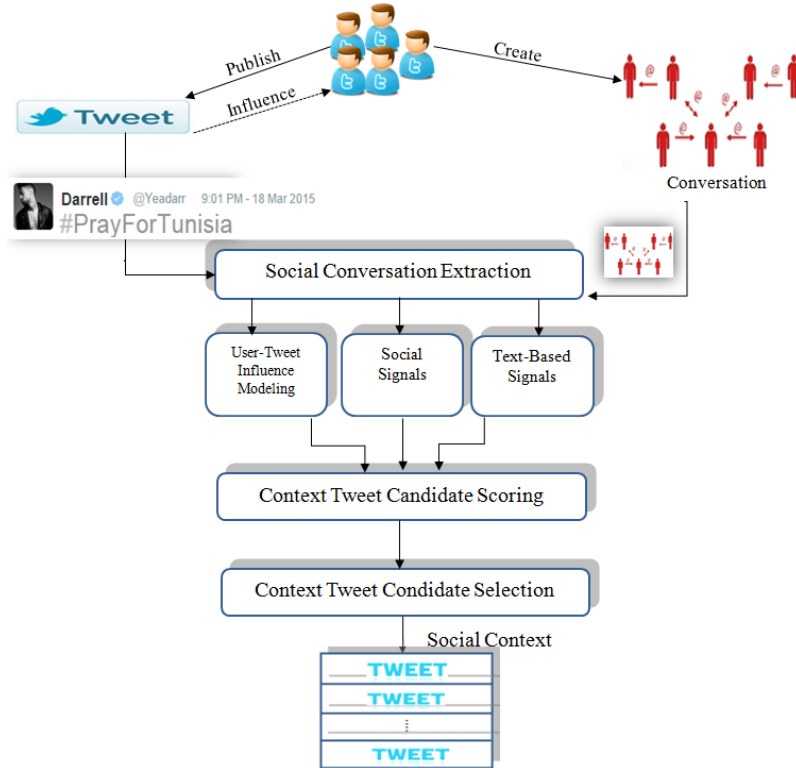 Publish
Create
Influence
Tweet
@ @
@ @
@ @
Conversation
Darrell @Yeadarr 9:01 PM - 18 Mar 2015
#PrayForTunisia
Social Conversation Extraction
User-Tweet
Influence
Modeling
Social
Signals
Text-Based
Signals
Context Tweet Candidate Scoring
Context Tweet Condidate Selection
Social Context
TWEET
TWEET
TWEET